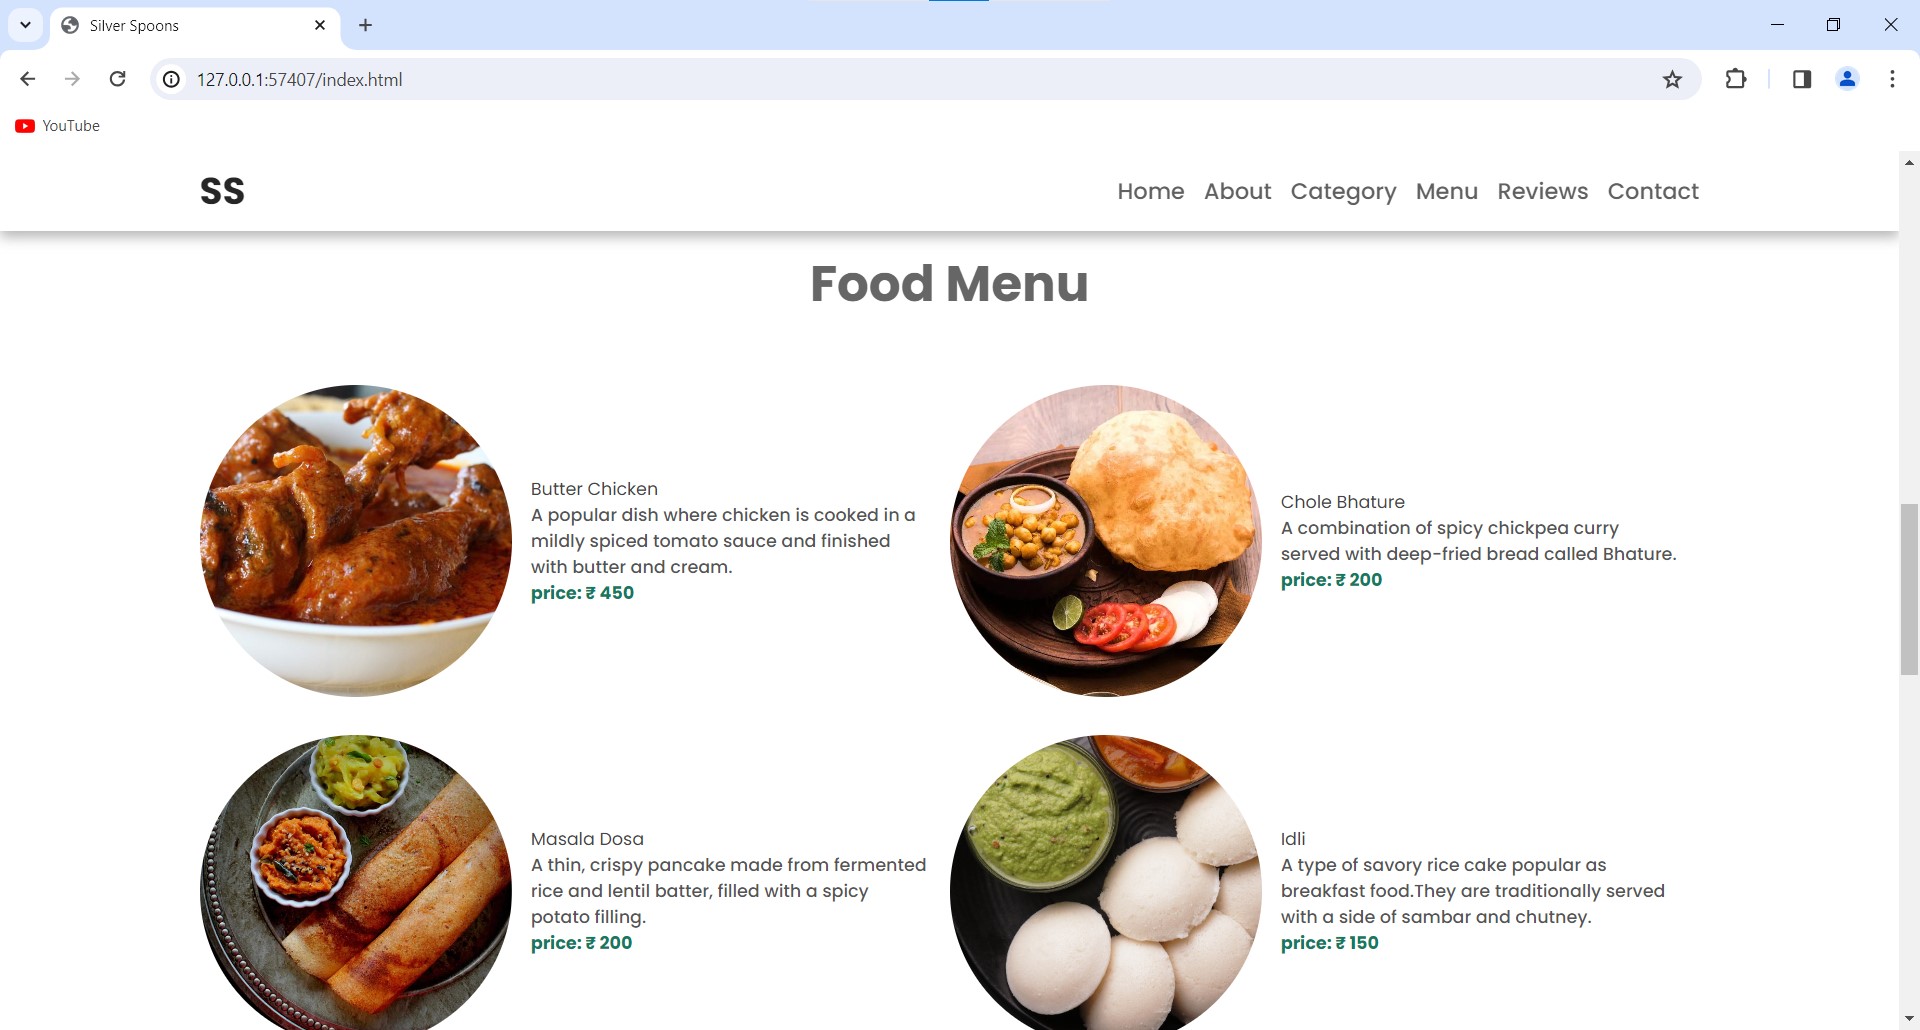 Silver Spoons
127.0.0.1:57407/index.html
YouTube
SS
Home About Category Menu Reviews Contact
Food Menu
Butter Chicken
A popular dish where chicken is cooked in a
mildly spiced tomato sauce and finished
with butter and cream.
price: ₹ 450
Chole Bhature
A combination of spicy chickpea curry
served with deep-fried bread called Bhature.
price: ₹ 200
Masala Dosa
A thin, crispy pancake made from fermented
rice and lentil batter, filled with a spicy
potato filling.
price: ₹ 200
Idli
A type of savory rice cake popular as
breakfast food.They are traditionally served
with a side of sambar and chutney.
price: ₹ 150